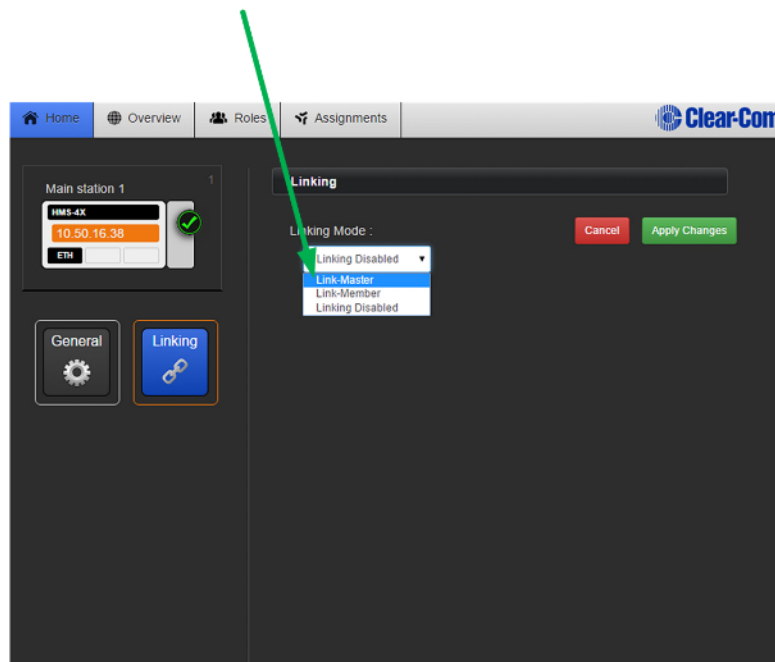 Home Overview Roles Assignments Clear-Com
Main station 1 1
HMS-4X
10.50.16.38
ETH
General Linking
Linking
Linking Mode : Cancel Apply Changes
Linking Disabled
Link-Master
Link-Member
Linking Disabled